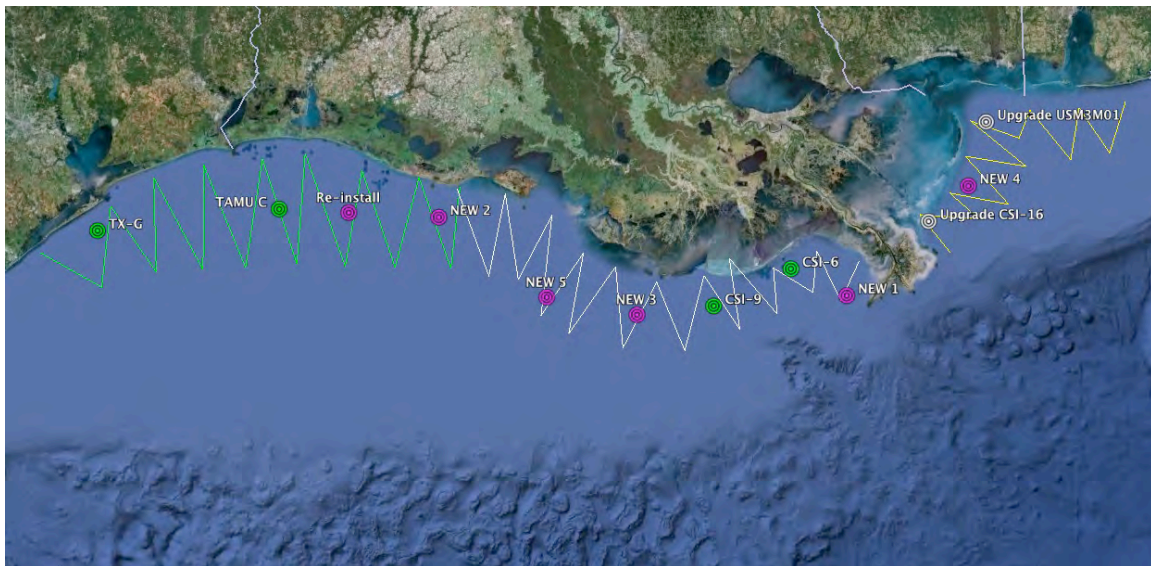 Upgrade USM3M01
NEW 4
TAMU C
Re-install
NEW 2
TX-G
Upgrade CSI-16
CSI-6
NEW 5
NEW 1
NEW 3
CSI-9